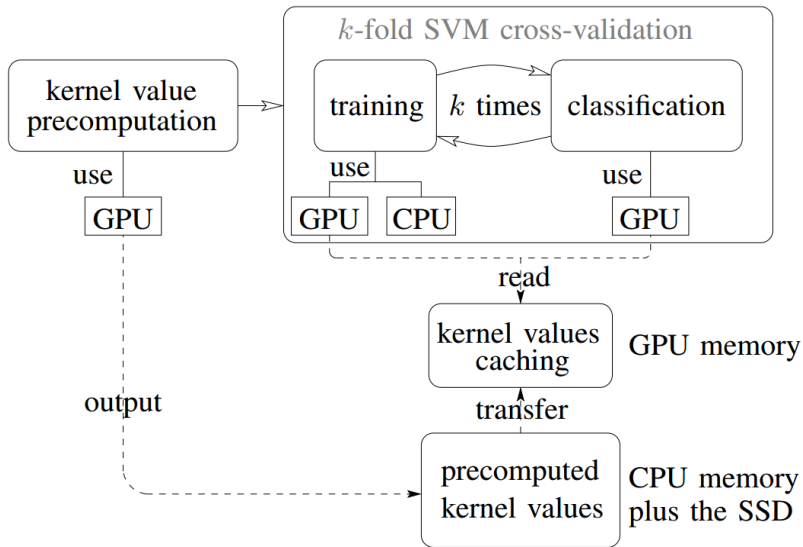 k-fold SVM cross-validation
kernel value
precomputation
training
k times
classification
use
use
use
GPU
GPU
CPU
GPU
read
kernel values
caching
GPU memory
output
transfer
precomputed
kernel values
CPU memory
plus the SSD